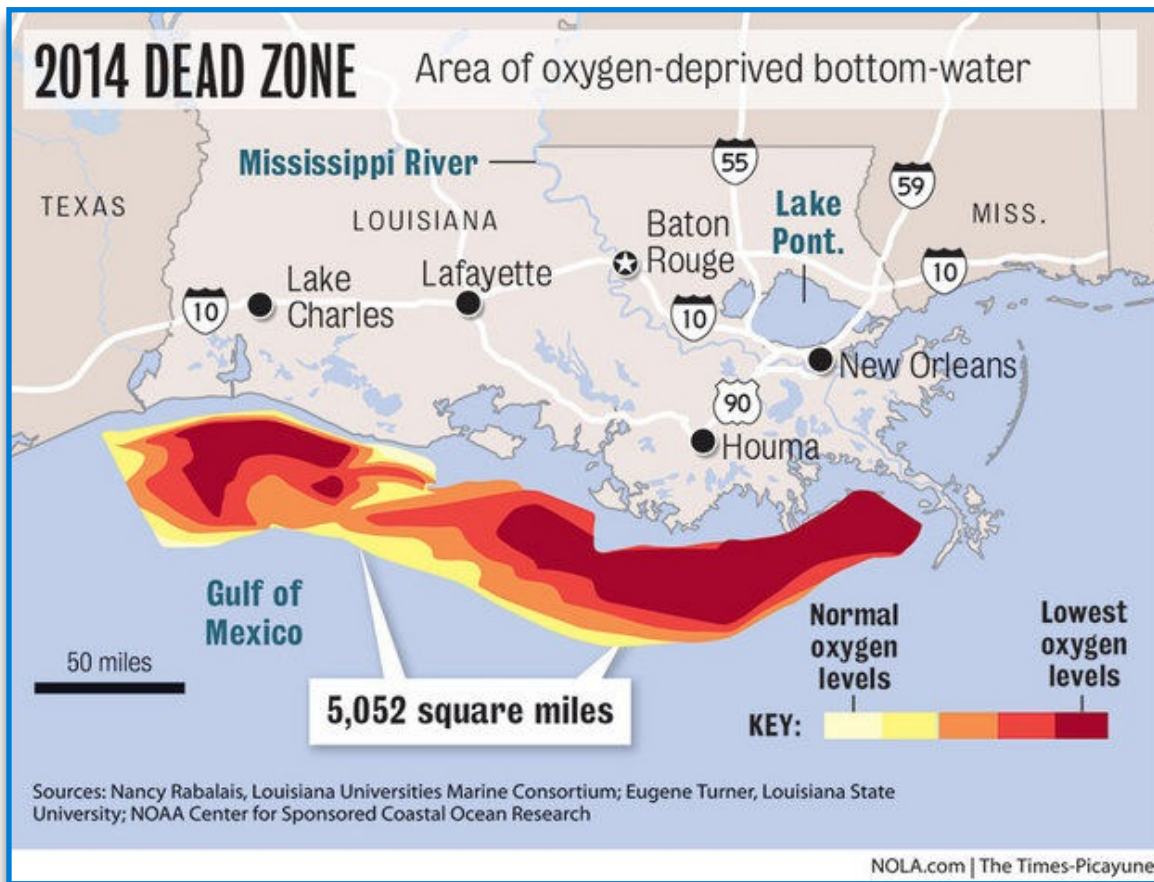 2014 DEAD ZONE
Area of oxygen-deprived bottom-water
Mississippi River
55
59
TEXAS
LOUISIANA
Baton
Rouge
Lake
Pont.
MISS.
10
Lake
Charles
Lafayette
10
10
New Orleans
90
Houma
Gulf of
Mexico
Normal
oxygen
levels
Lowest
oxygen
levels
50 miles
5,052 square miles
KEY:
Sources: Nancy Rabalais, Louisiana Universities Marine Consortium; Eugene Turner, Louisiana State
University; NOAA Center for Sponsored Coastal Ocean Research
NOLA.com | The Times-Picayune